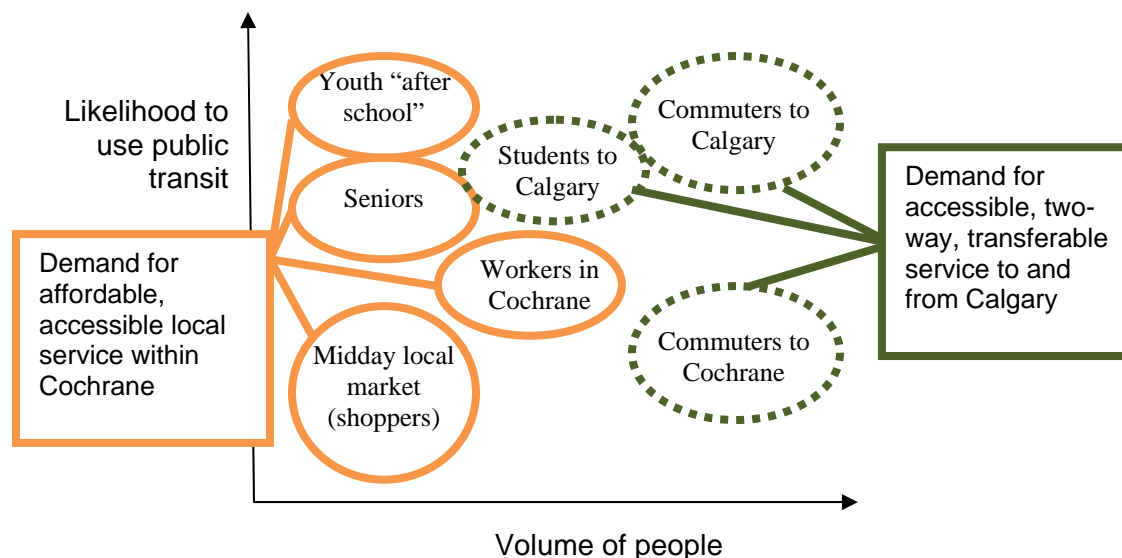 Likelihood to
use public
transit
Youth “after
school”
Seniors
Students to
Calgary
Commuters to
Calgary
Workers in
Cochrane
Midday local
market
(shoppers)
Commuters to
Cochrane
Demand for
affordable,
accessible local
service within
Cochrane
Demand for
accessible, two-
way, transferable
service to and
from Calgary
Volume of people